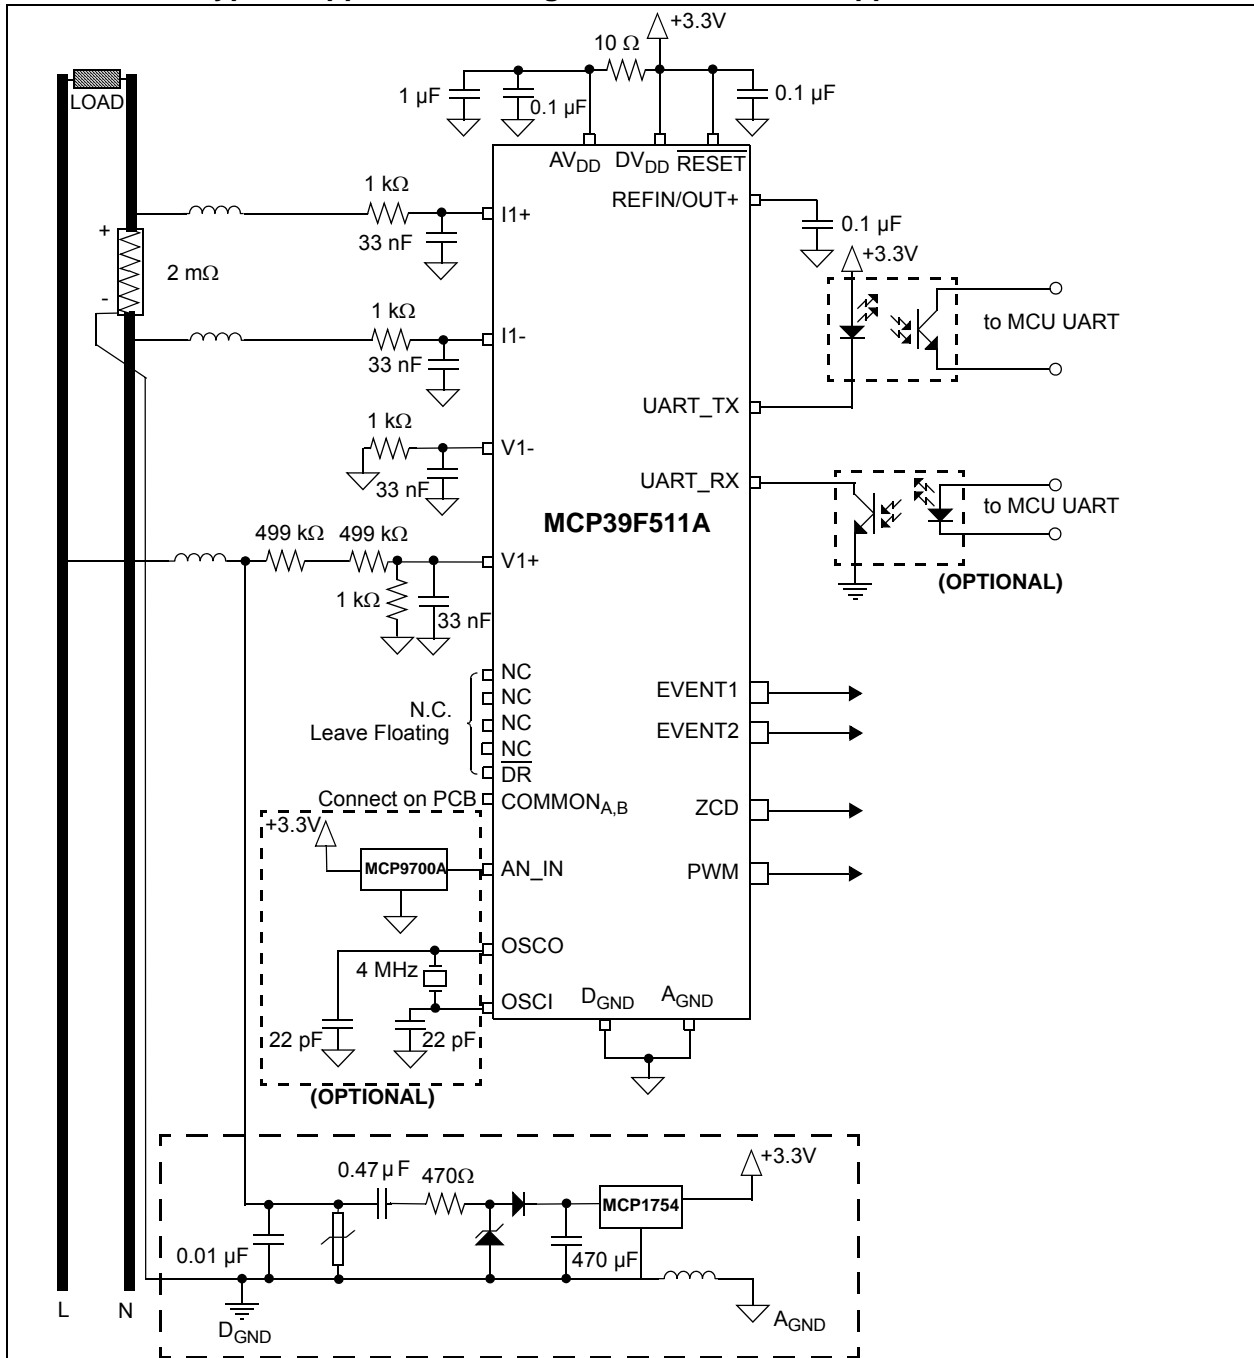 +3.3V
10 Ω
LOAD
1 µF
0.1 µF
0.1 µF
AVDD DVDD RESET
REFIN/OUT+
0.1 µF
+3.3V
1 kΩ
I1+
33 nF
+
2 mΩ
-
to MCU UART
1 kΩ
I1-
33 nF
UART_TX
1 kΩ
V1-
33 nF
UART_RX
to MCU UART
(OPTIONAL)
MCP39F511A
499 kΩ 499 kΩ
V1+
1 kΩ
33 nF
NC
NC
NC
NC
DR
N.C.
Leave Floating
EVENT1
EVENT2
Connect on PCB
COMMONA,B
ZCD
+3.3V
MCP9700A
AN_IN
PWM
OSCO
4 MHz
OSCI
22 pF
22 pF
DGND AGND
(OPTIONAL)
0.47µ F 470Ω
+3.3V
MCP1754
0.01 µF
470 µF
L N
DGND
AGND